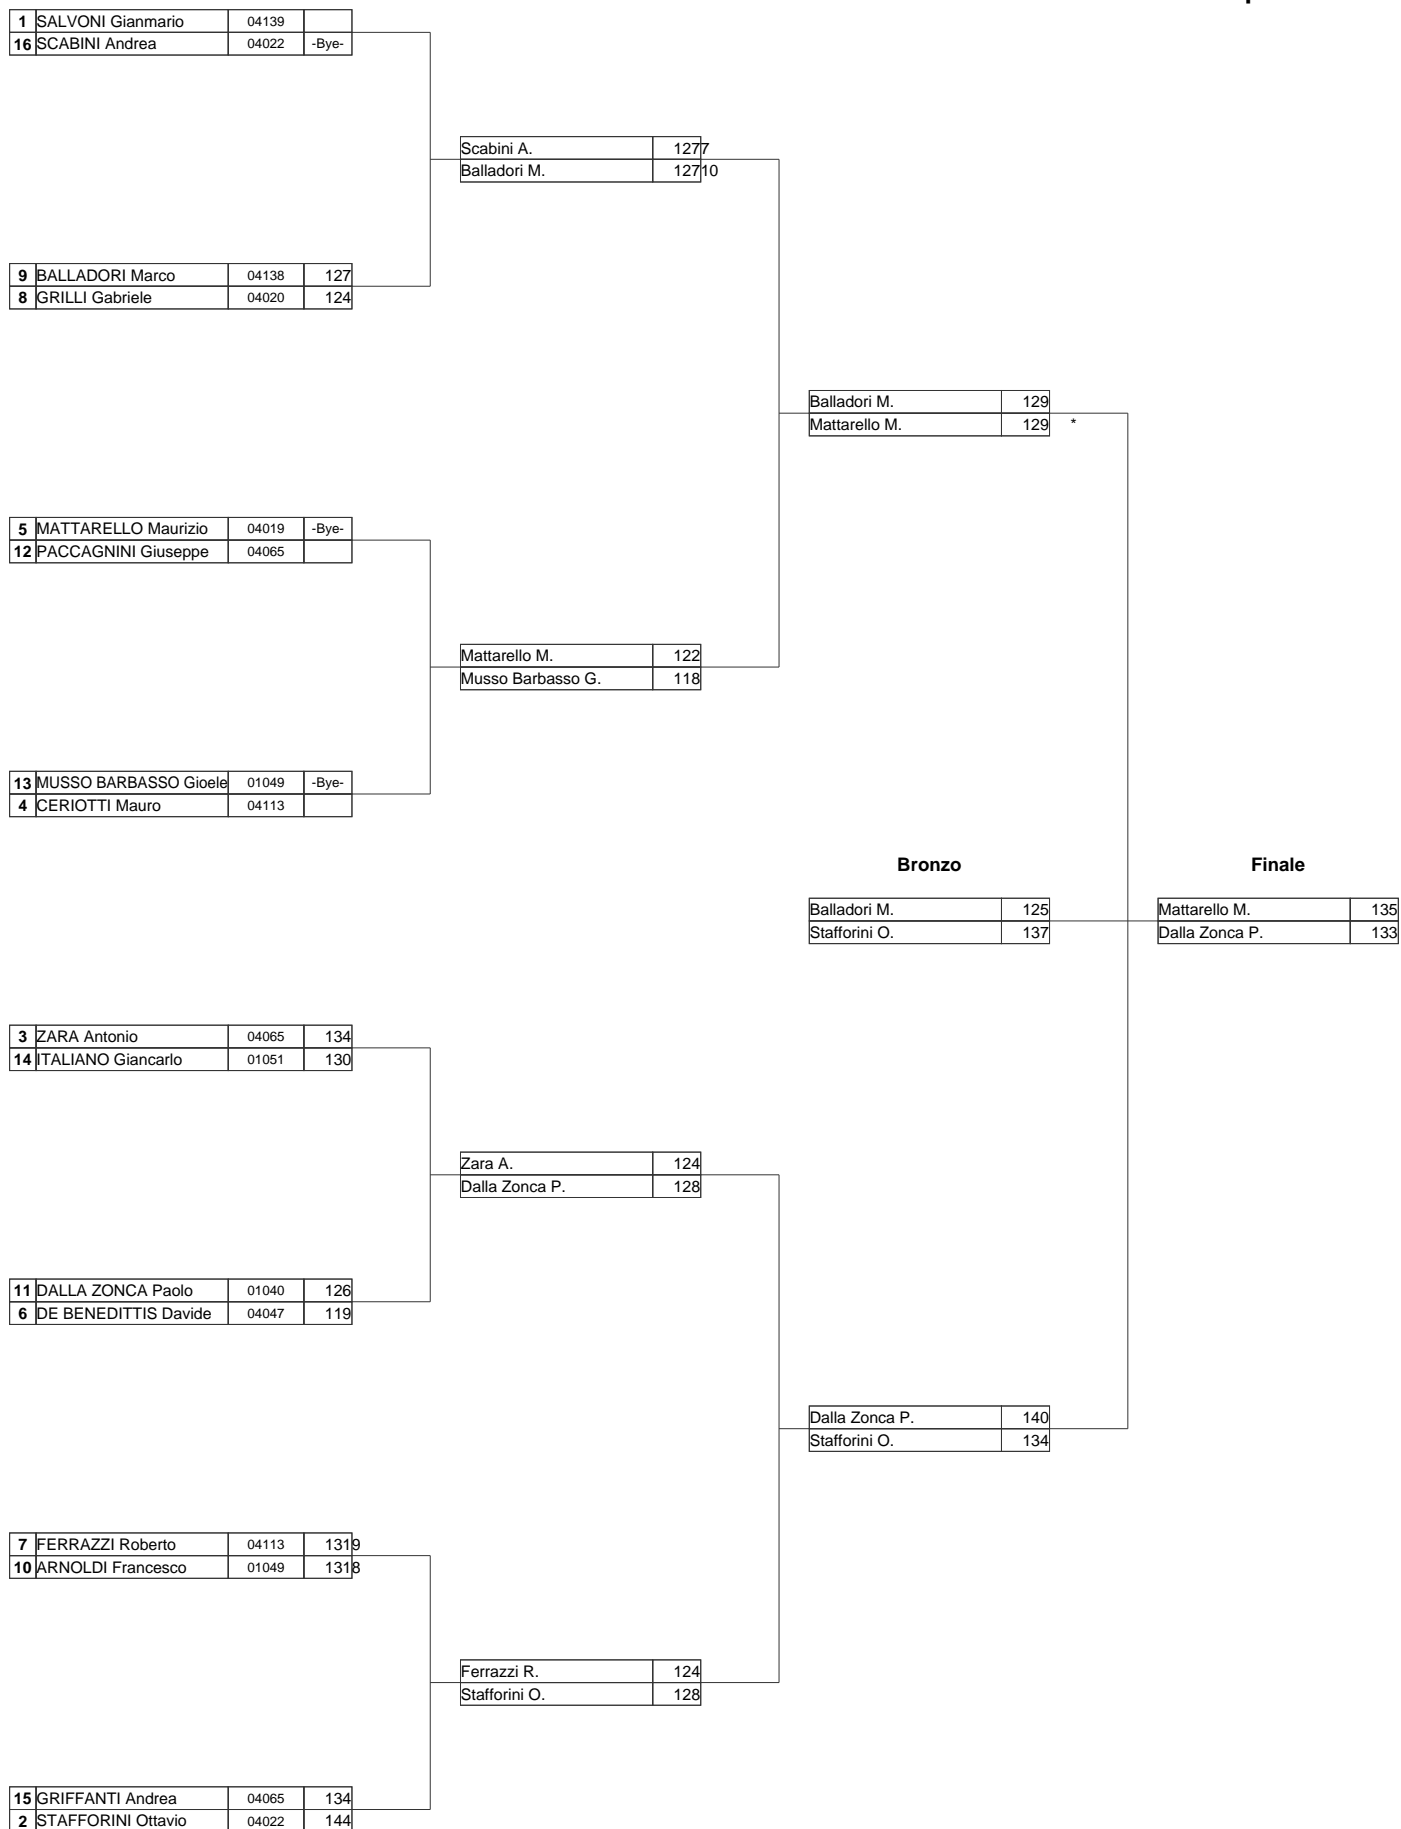 1 SALVONI Gianmario 04139
16 SCABINI Andrea 04022 -Bye-
Scabini A. 127 7
Balladori M. 127 10
9 BALLADORI Marco 04138 127
8 GRILLI Gabriele 04020 124
Balladori M. 129
Mattarello M. 129 *
5 MATTARELLO Maurizio 04019 -Bye-
12 PACCAGNINI Giuseppe 04065
Mattarello M. 122
Musso Barbasso G. 118
13 MUSSO BARBASSO Gioele 01049 -Bye-
4 CERIOTTI Mauro 04113
Bronzo Finale
Balladori M. 125 Mattarello M. 135
Stafforini O. 137 Dalla Zonca P. 133
3 ZARA Antonio 04065 134
14 ITALIANO Giancarlo 01051 130
Zara A. 124
Dalla Zonca P. 128
11 DALLA ZONCA Paolo 01040 126
6 DE BENEDITTIS Davide 04047 119
Dalla Zonca P. 140
Stafforini O. 134
7 FERRAZZI Roberto 04113 131 9
10 ARNOLDI Francesco 01049 131 8
Ferrazzi R. 124
Stafforini O. 128
15 GRIFFANTI Andrea 04065 134
2 STAFFORINI Ottavio 04022 144